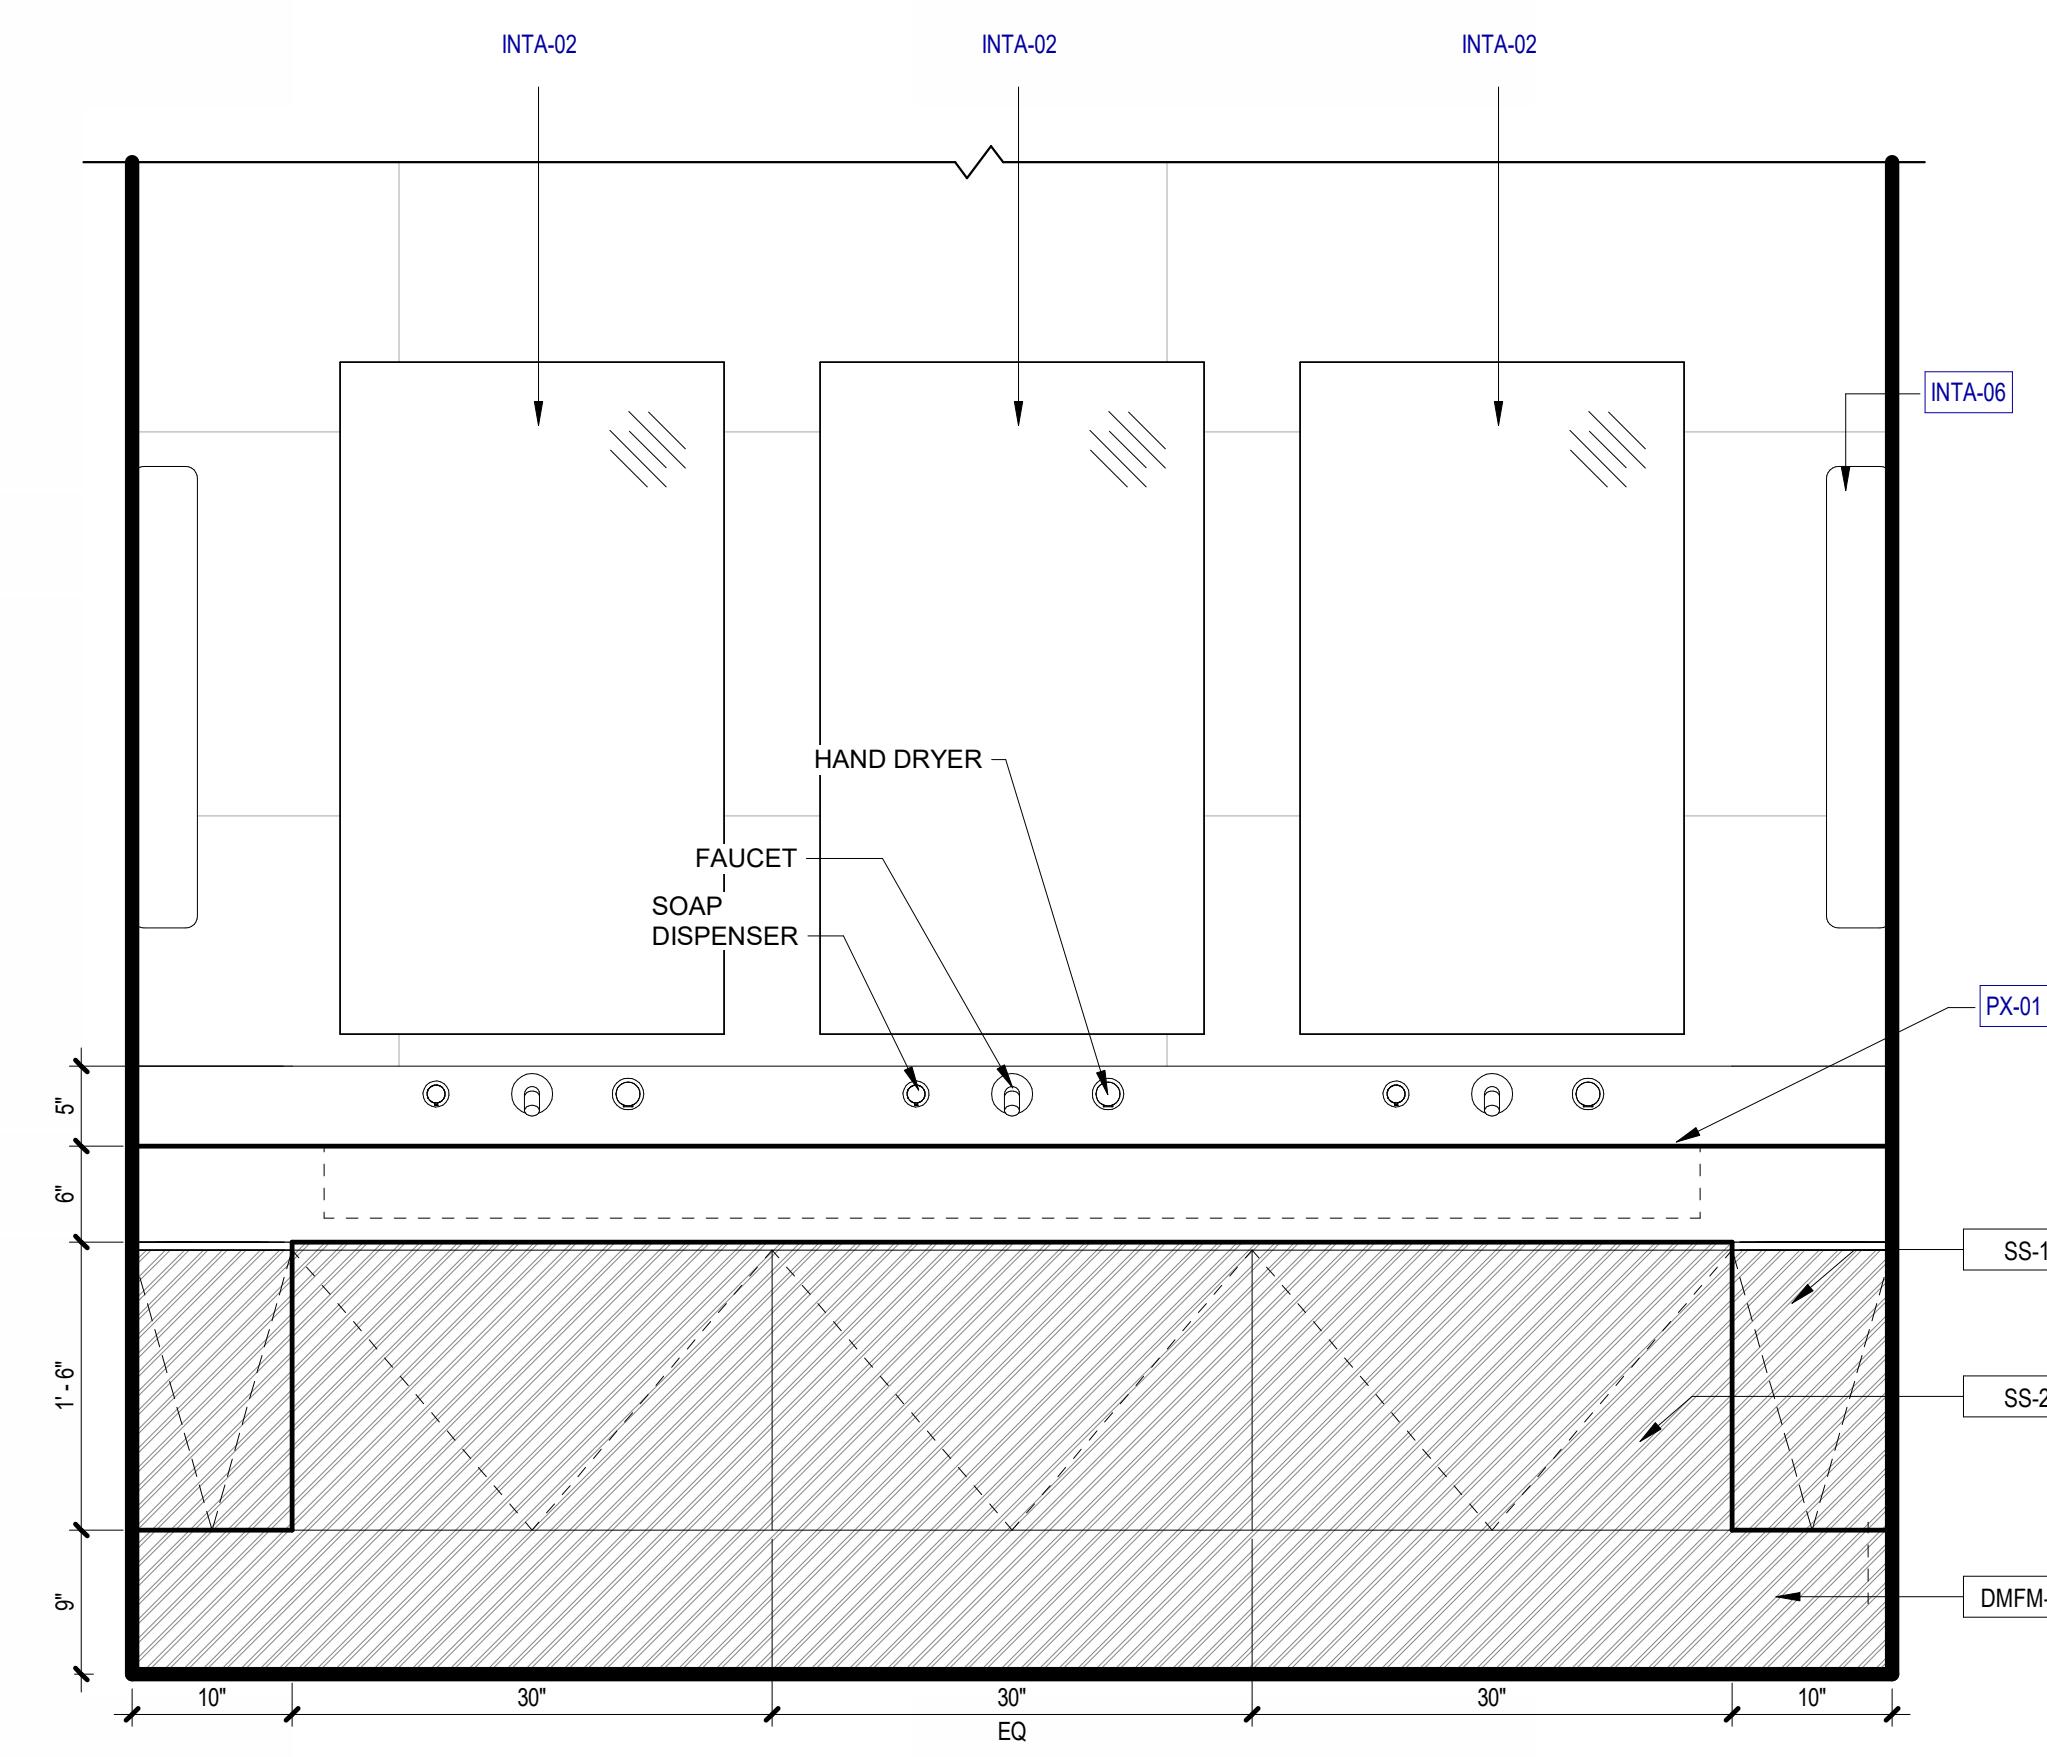 INTA-02
INTA-02
INTA-02
INTA-06
HAND DRYER
FAUCET
SOAP
DISPENSER
PX-01
5"
6"
SS-1
1' - 6"
SS-2
9"
DMFM-
10"
30"
30"
30"
10"
EQ